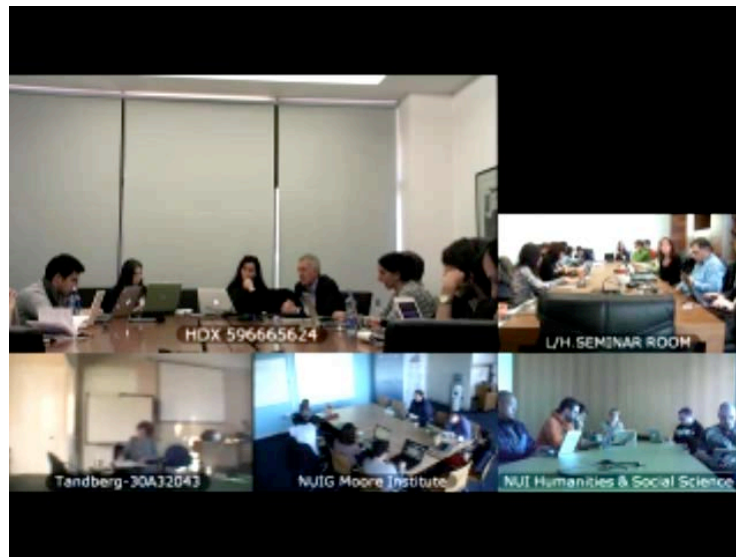 HDX 596665624
L/H.SEMINAR ROOM
Tandberg-30A32043
NUIG Moore Institute
NUI Humanities & Social Science